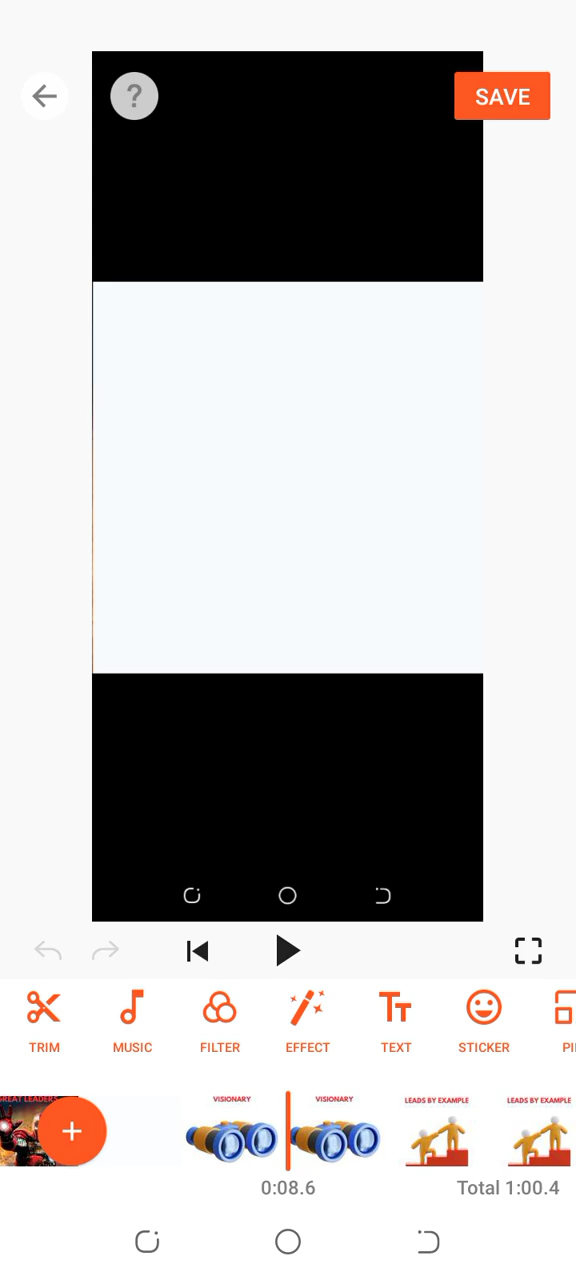 ?
SAVE
TRIM
MUSIC
FILTER
EFFECT
TEXT
STICKER
PI
GREAT LEADERS
VISIONARY
VISIONARY
LEADS BY EXAMPLE
LEADS BY EXAMPLE
0:08.6
Total 1:00.4